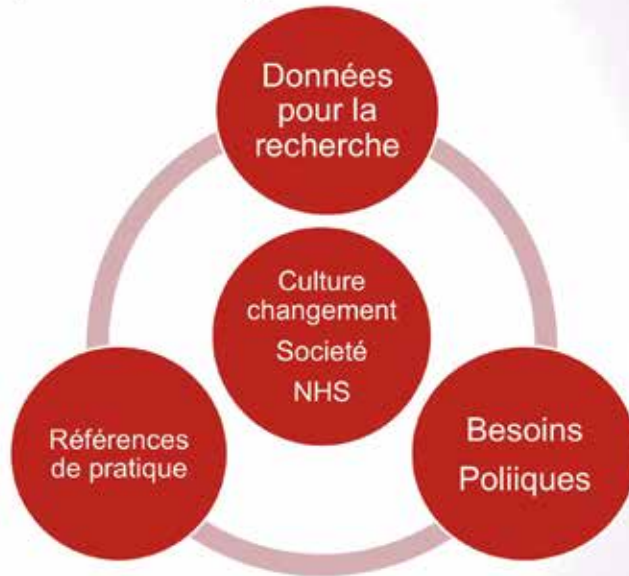 Données
pour la
recherche
Culture
changement
Societé
NHS
Références
de pratique
Besoins
Poliiques